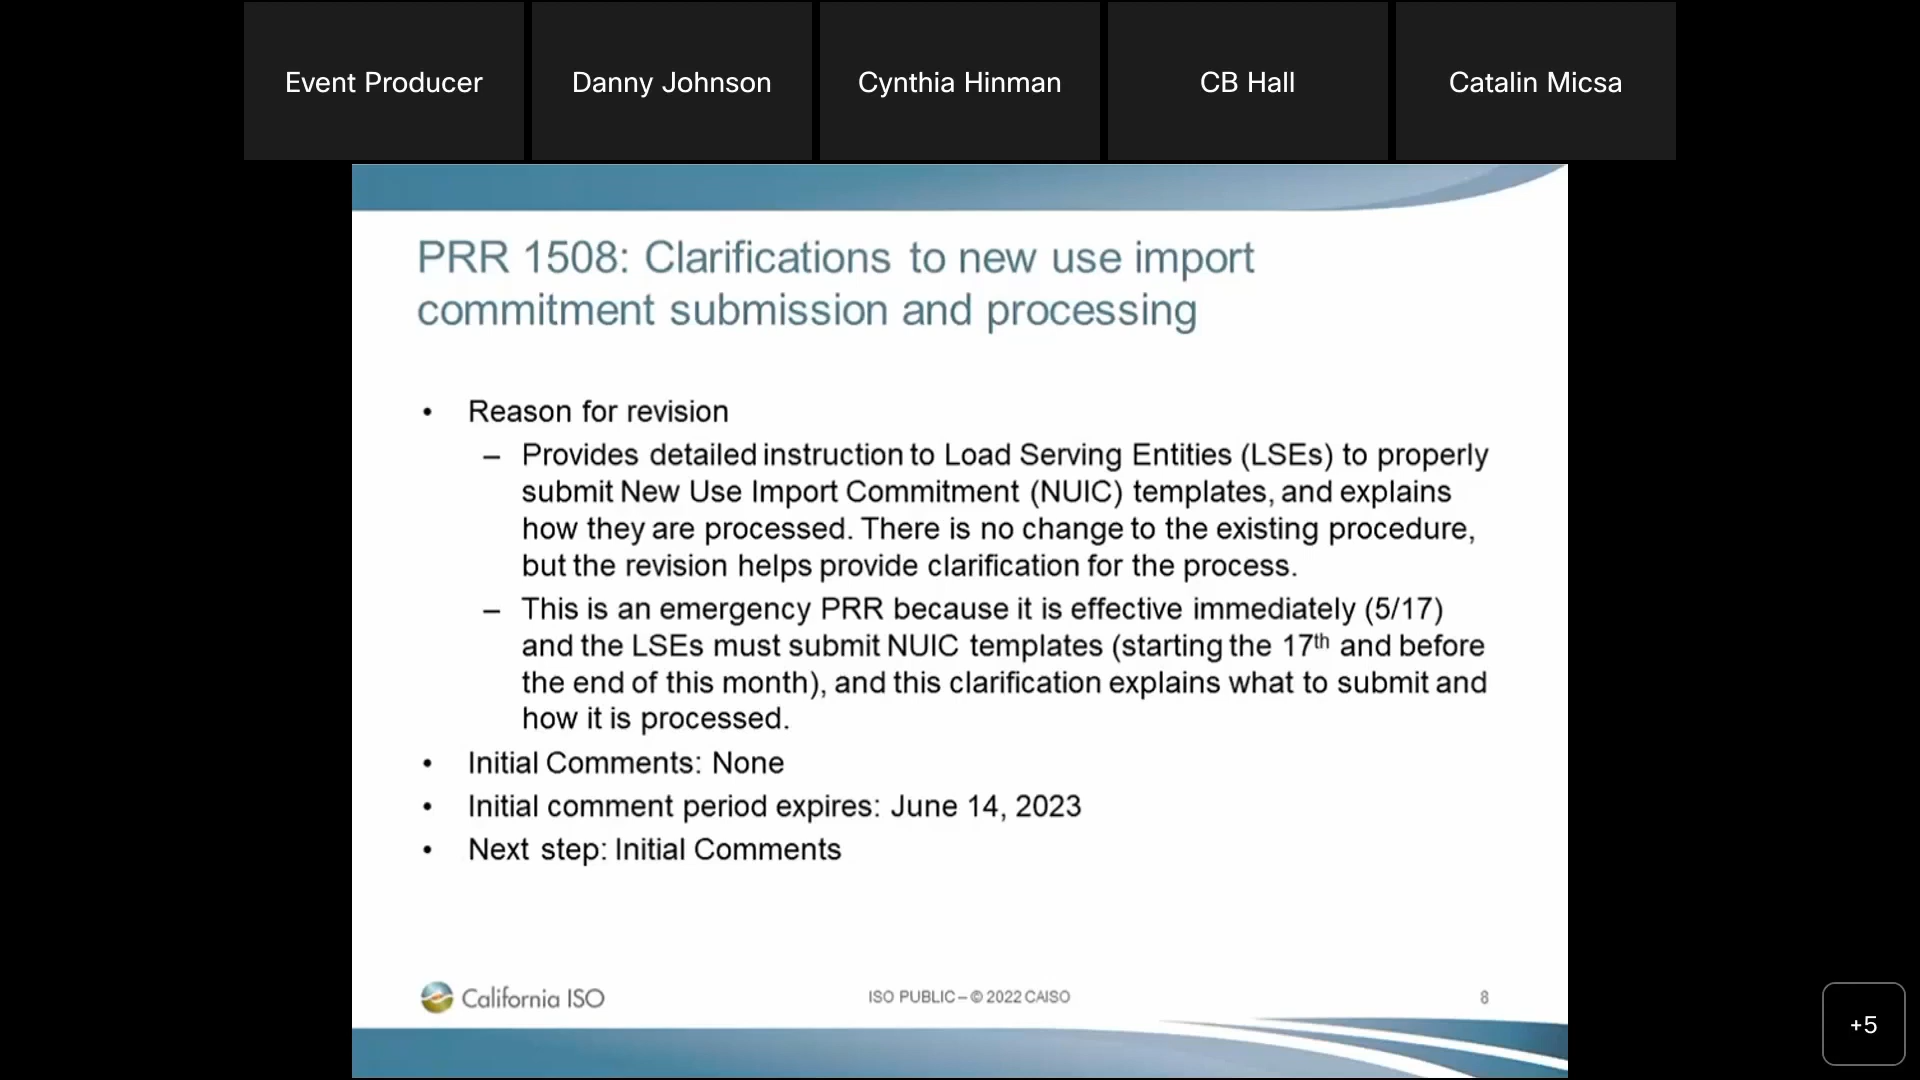 Event Producer
Danny Johnson
Cynthia Hinman
CB Hall
Catalin Micsa
PRR 1508: Clarifications to new use import
commitment submission and processing
• Reason for revision
– Provides detailed instruction to Load Serving Entities (LSEs) to properly
submit New Use Import Commitment (NUIC) templates, and explains
how they are processed. There is no change to the existing procedure,
but the revision helps provide clarification for the process.
– This is an emergency PRR because it is effective immediately (5/17)
and the LSEs must submit NUIC templates (starting the 17th and before
the end of this month), and this clarification explains what to submit and
how it is processed.
• Initial Comments: None
• Initial comment period expires: June 14, 2023
• Next step: Initial Comments
California ISO
ISO PUBLIC – © 2022 CAISO
8
+5